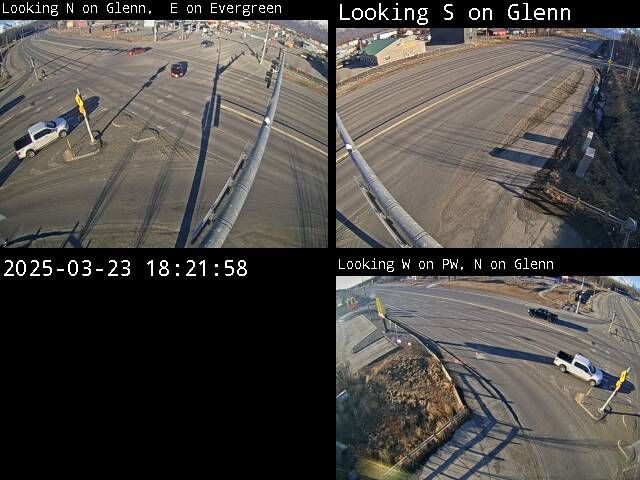 Looking N on Glenn,  E on Evergreen
Looking S on Glenn
2025-03-23 18:21:58
Looking W on PW, N on Glenn